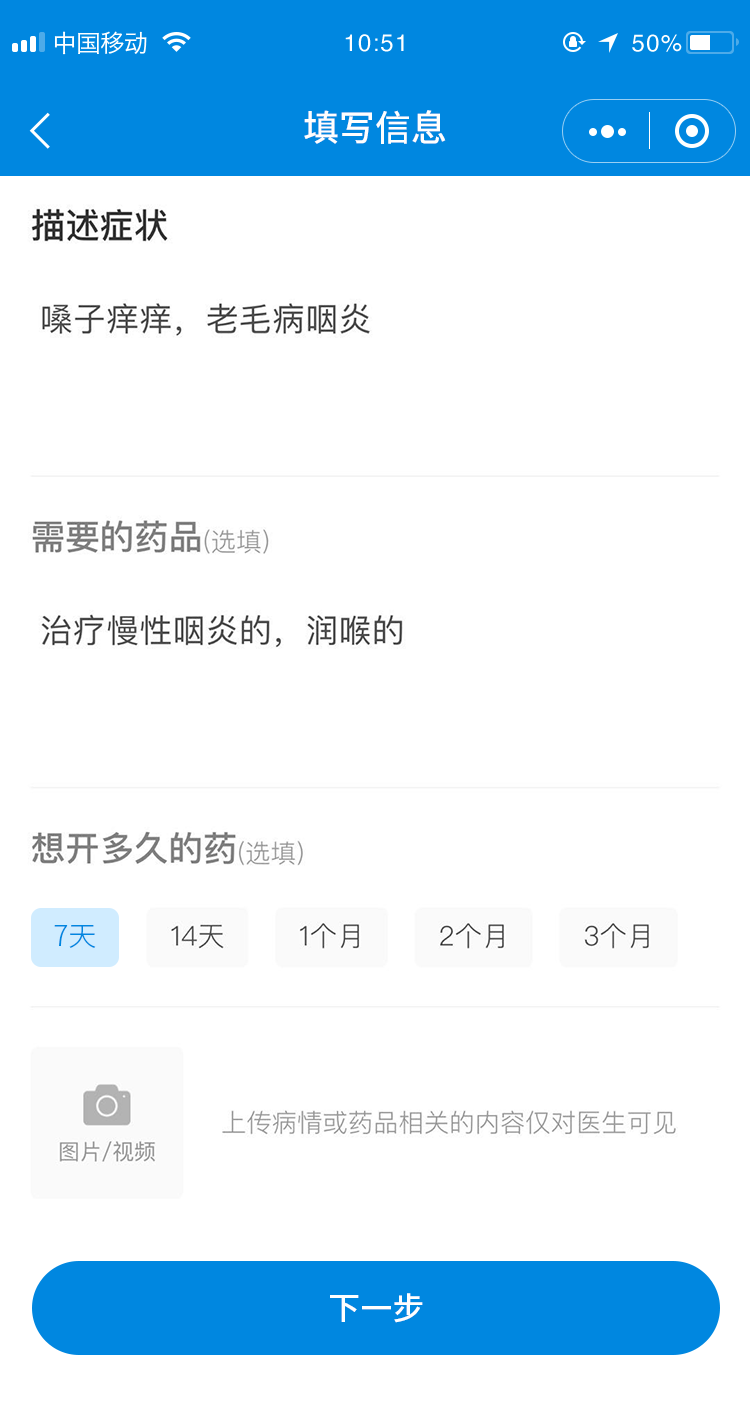 中国移动 10:51 50%
填写信息
描述症状
嗓子痒痒，老毛病咽炎
需要的药品(选填)
治疗慢性咽炎的，润喉的
想开多久的药(选填)
7天 14天 1个月 2个月 3个月
上传病情或药品相关的内容仅对医生可见
图片/视频
下一步